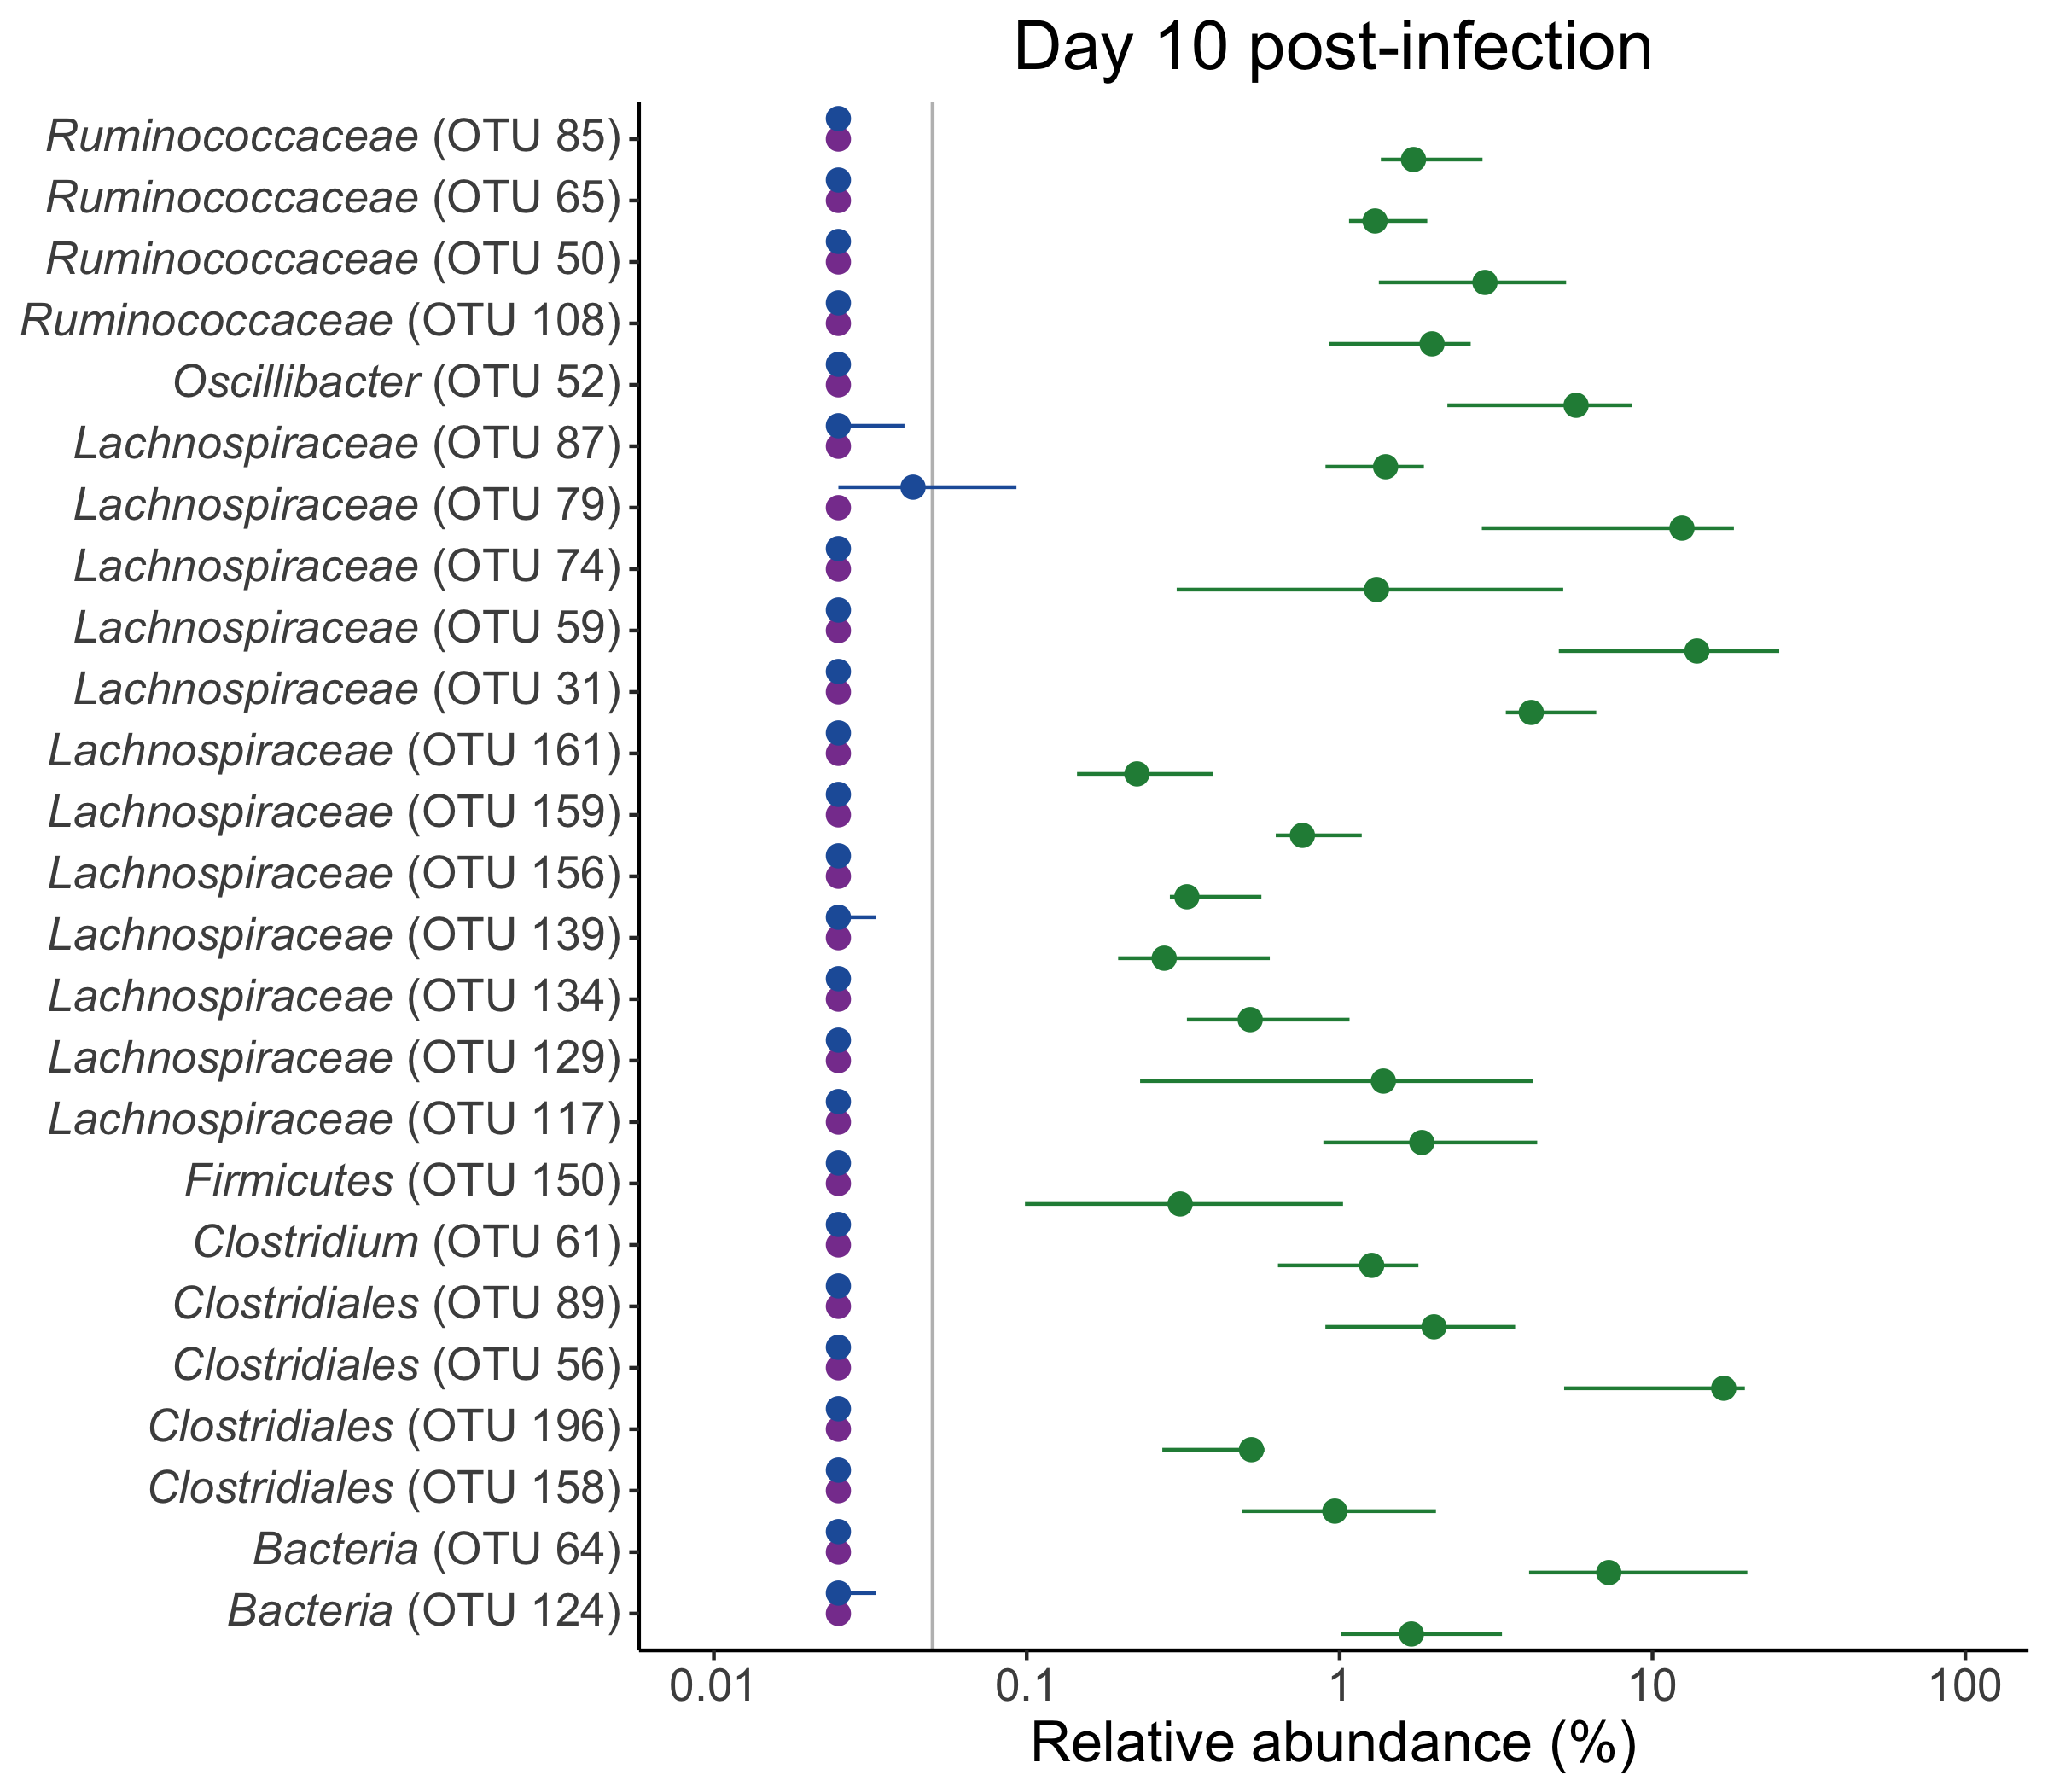 Day 10 post-infection
Ruminococcaceae (OTU 85)
Ruminococcaceae (OTU 65)
Ruminococcaceae (OTU 50)
Ruminococcaceae (OTU 108)
Oscillibacter (OTU 52)
Lachnospiraceae (OTU 87)
Lachnospiraceae (OTU 79)
Lachnospiraceae (OTU 74)
Lachnospiraceae (OTU 59)
Lachnospiraceae (OTU 31)
Lachnospiraceae (OTU 161)
Lachnospiraceae (OTU 159)
Lachnospiraceae (OTU 156)
Lachnospiraceae (OTU 139)
Lachnospiraceae (OTU 134)
Lachnospiraceae (OTU 129)
Lachnospiraceae (OTU 117)
Firmicutes (OTU 150)
Clostridium (OTU 61)
Clostridiales (OTU 89)
Clostridiales (OTU 56)
Clostridiales (OTU 196)
Clostridiales (OTU 158)
Bacteria (OTU 64)
Bacteria (OTU 124)
0.01 0.1 1 10 100
Relative abundance (%)